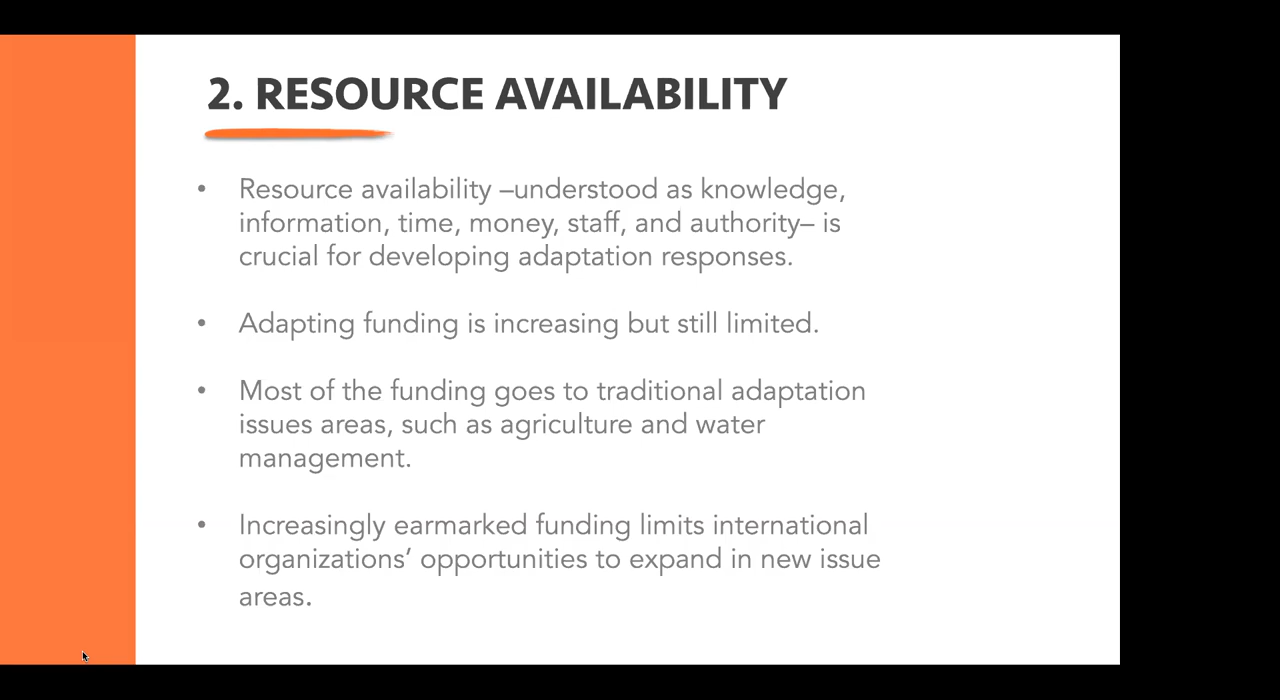 2. RESOURCE AVAILABILITY
• Resource availability –understood as knowledge,
information, time, money, staff, and authority– is
crucial for developing adaptation responses.
• Adapting funding is increasing but still limited.
• Most of the funding goes to traditional adaptation
issues areas, such as agriculture and water
management.
• Increasingly earmarked funding limits international
organizations’ opportunities to expand in new issue
areas.